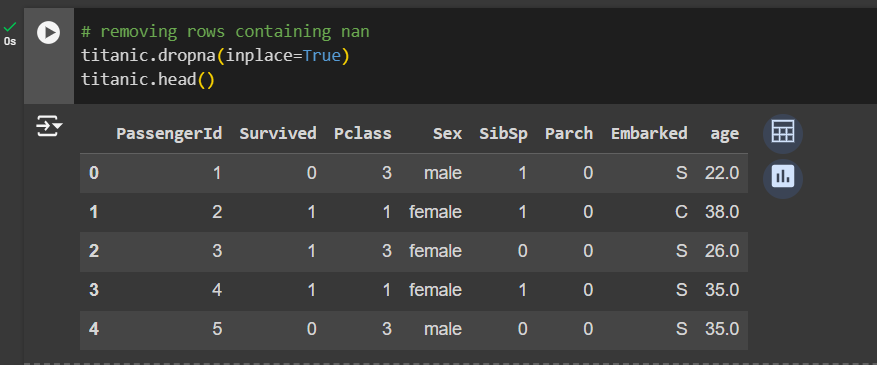 # removing rows containing nan
0s
titanic.dropna(inplace=True)
titanic.head()
PassengerId Survived Pclass Sex SibSp Parch Embarked age
0 1 0 3 male 1 0 S 22.0
1 2 1 1 female 1 0 C 38.0
2 3 1 3 female 0 0 S 26.0
3 4 1 1 female 1 0 S 35.0
4 5 0 3 male 0 0 S 35.0